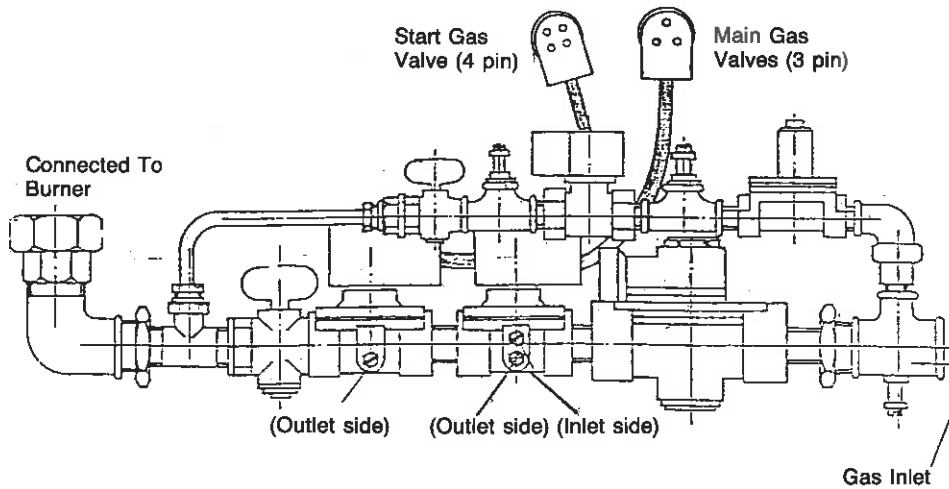 Start Gas
Valve (4 pin)
Main Gas
Valves (3 pin)
Connected To
Burner
(Outlet side)
(Outlet side) (Inlet side)
Gas Inlet